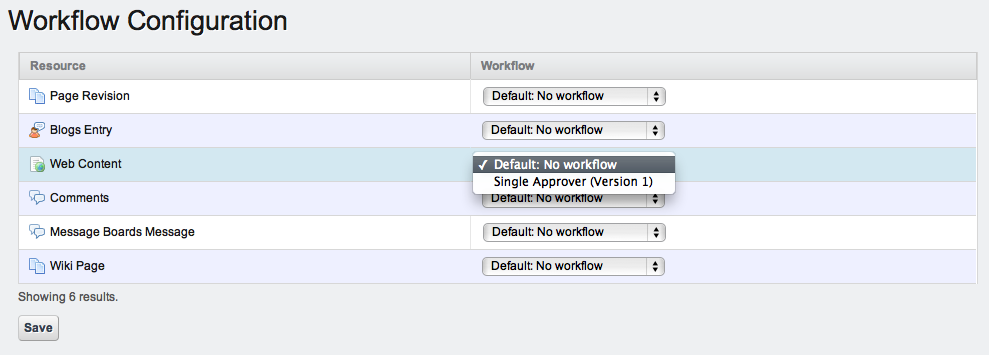 Workflow Configuration
Resource Workflow
Page Revision Default: No workflow
Blogs Entry Default: No workflow
Web Content ✓ Default: No workflow
Single Approver (Version 1)
Comments Default: No workflow
Message Boards Message Default: No workflow
Wiki Page Default: No workflow
Showing 6 results.
Save